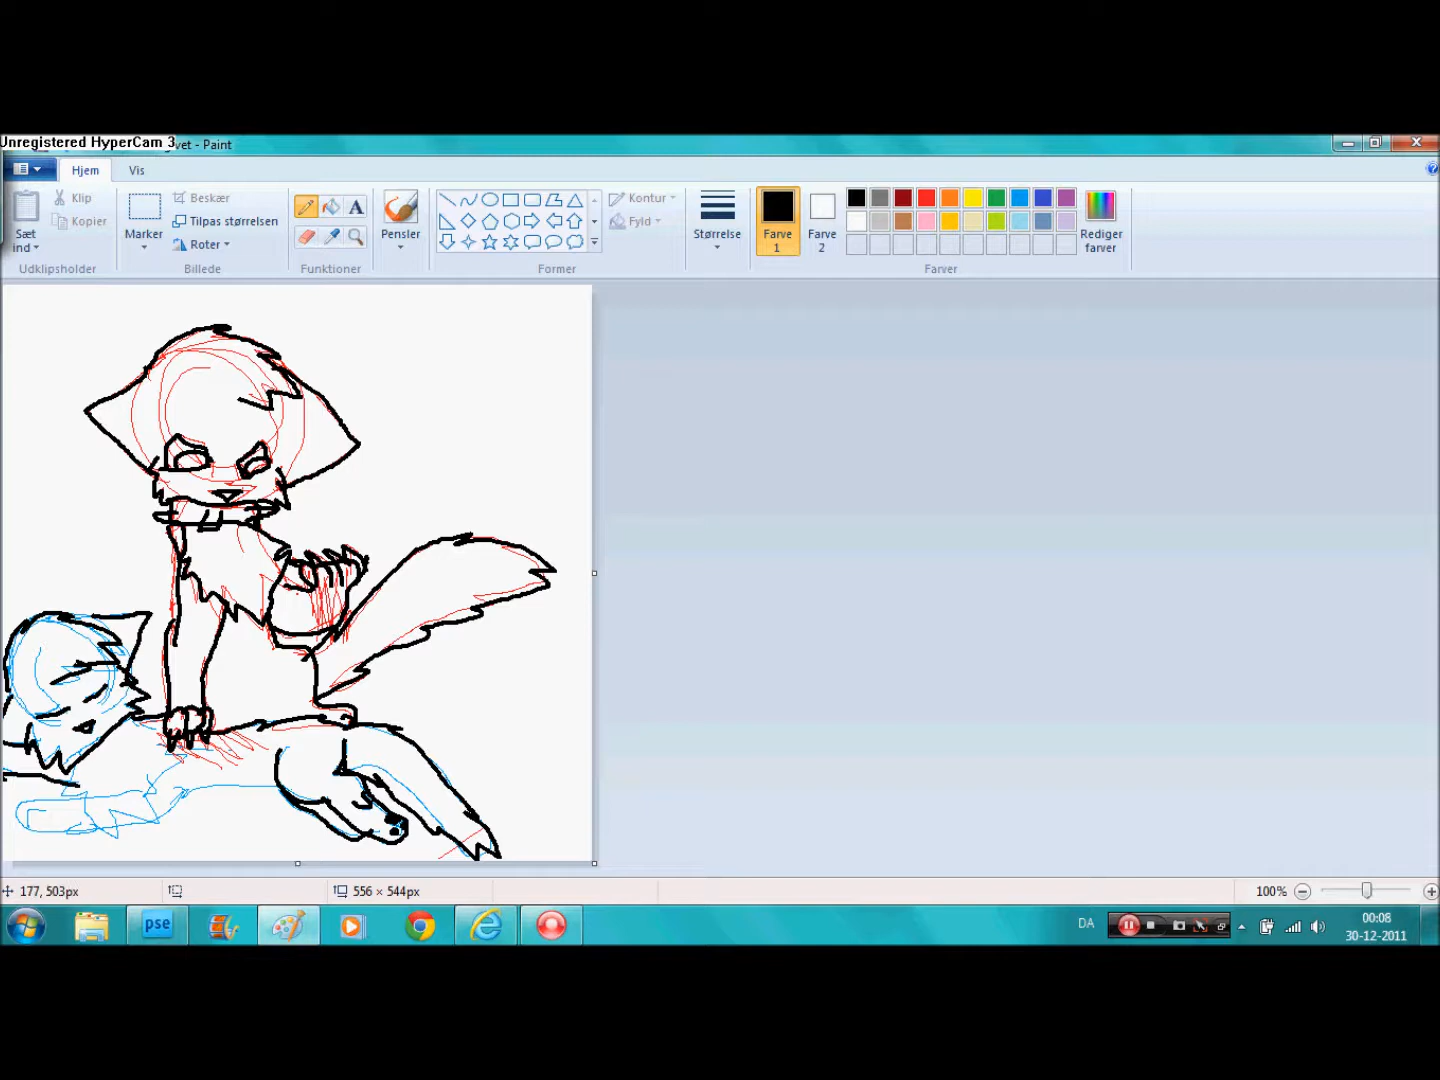 Unregistered HyperCam 3
vet - Paint
Hjem Vis
Klip
Kopier
Sæt
ind
Udklipsholder
Marker
Beskær
Tilpas størrelsen
Roter
Billede
A
Funktioner
Pensler
Kontur
Fyld
Former
Størrelse
Farve
1
Farve
2
Rediger
farver
Farver
177, 503px
556 × 544px
100%
pse
DA
00:08
30-12-2011